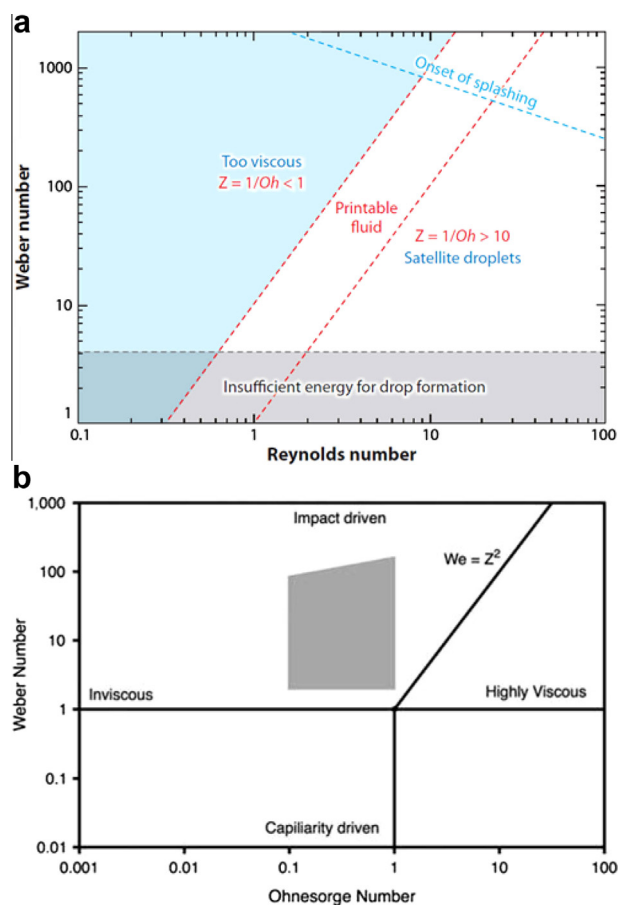 a
1000
100
10
1
Weber number
Onset of splashing
Too viscous
Z = 1/Oh < 1
Printable
fluid
Z = 1/Oh > 10
Satellite droplets
Insufficient energy for drop formation
0.1
1
10
100
Reynolds number
b
1,000
100
10
1
0.1
0.01
Weber Number
Impact driven
We = Z²
Inviscous
Highly Viscous
Capiliarity driven
0.001
0.01
0.1
1
10
100
Ohnesorge Number